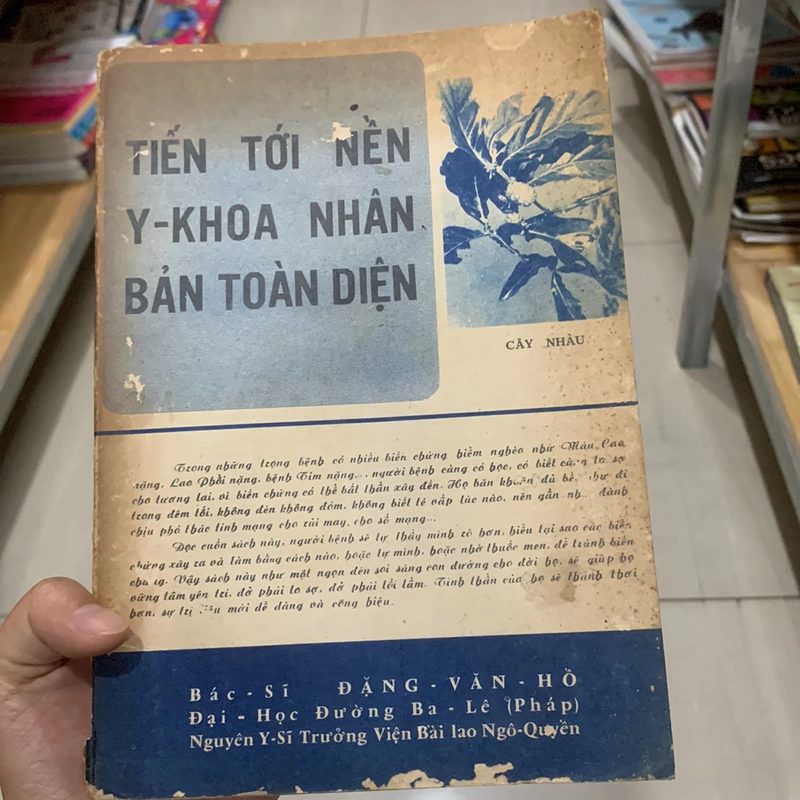 TIẾN TỚI NỀN
Y-KHOA NHÂN
BẢN TOÀN DIỆN
CÂY NHÀU
Trong những trọng bệnh có nhiều biến chứng hiểm nghèo như Máu Cao
nặng, Lao Phổi nặng, bệnh Tim nặng,... người bệnh càng có học, có biết càng lo sợ
cho tương lai, vì biến chứng có thể bất thần xảy đến. Họ băn khoăn đủ bề, như đi
trong đêm tối, không đèn không đóm, không biết té vấp lúc nào, nên gần như đành
chịu phó thác tính mạng cho rủi may, cho số mạng...
Đọc cuốn sách này, người bệnh sẽ tự thấy mình rõ hơn, hiểu tại sao các biến
chứng xảy ra và làm bằng cách nào, hoặc tự mình, hoặc nhờ thuốc men, để tránh biến
chứng. Vậy sách này như một ngọn đèn soi sáng con đường cho đời họ, sẽ giúp họ
vững tâm yên trí, đỡ phải lo sợ, đỡ phải lỗi lầm. Tinh thần của họ sẽ thảnh thơi
hơn, sự trị liệu mới dễ dàng và công hiệu.
Bác-Sĩ ĐẶNG-VĂN-HỒ
Đại-Học Đường Ba-Lê (Pháp)
Nguyên Y-Sĩ Trưởng Viện Bài lao Ngô-Quyền